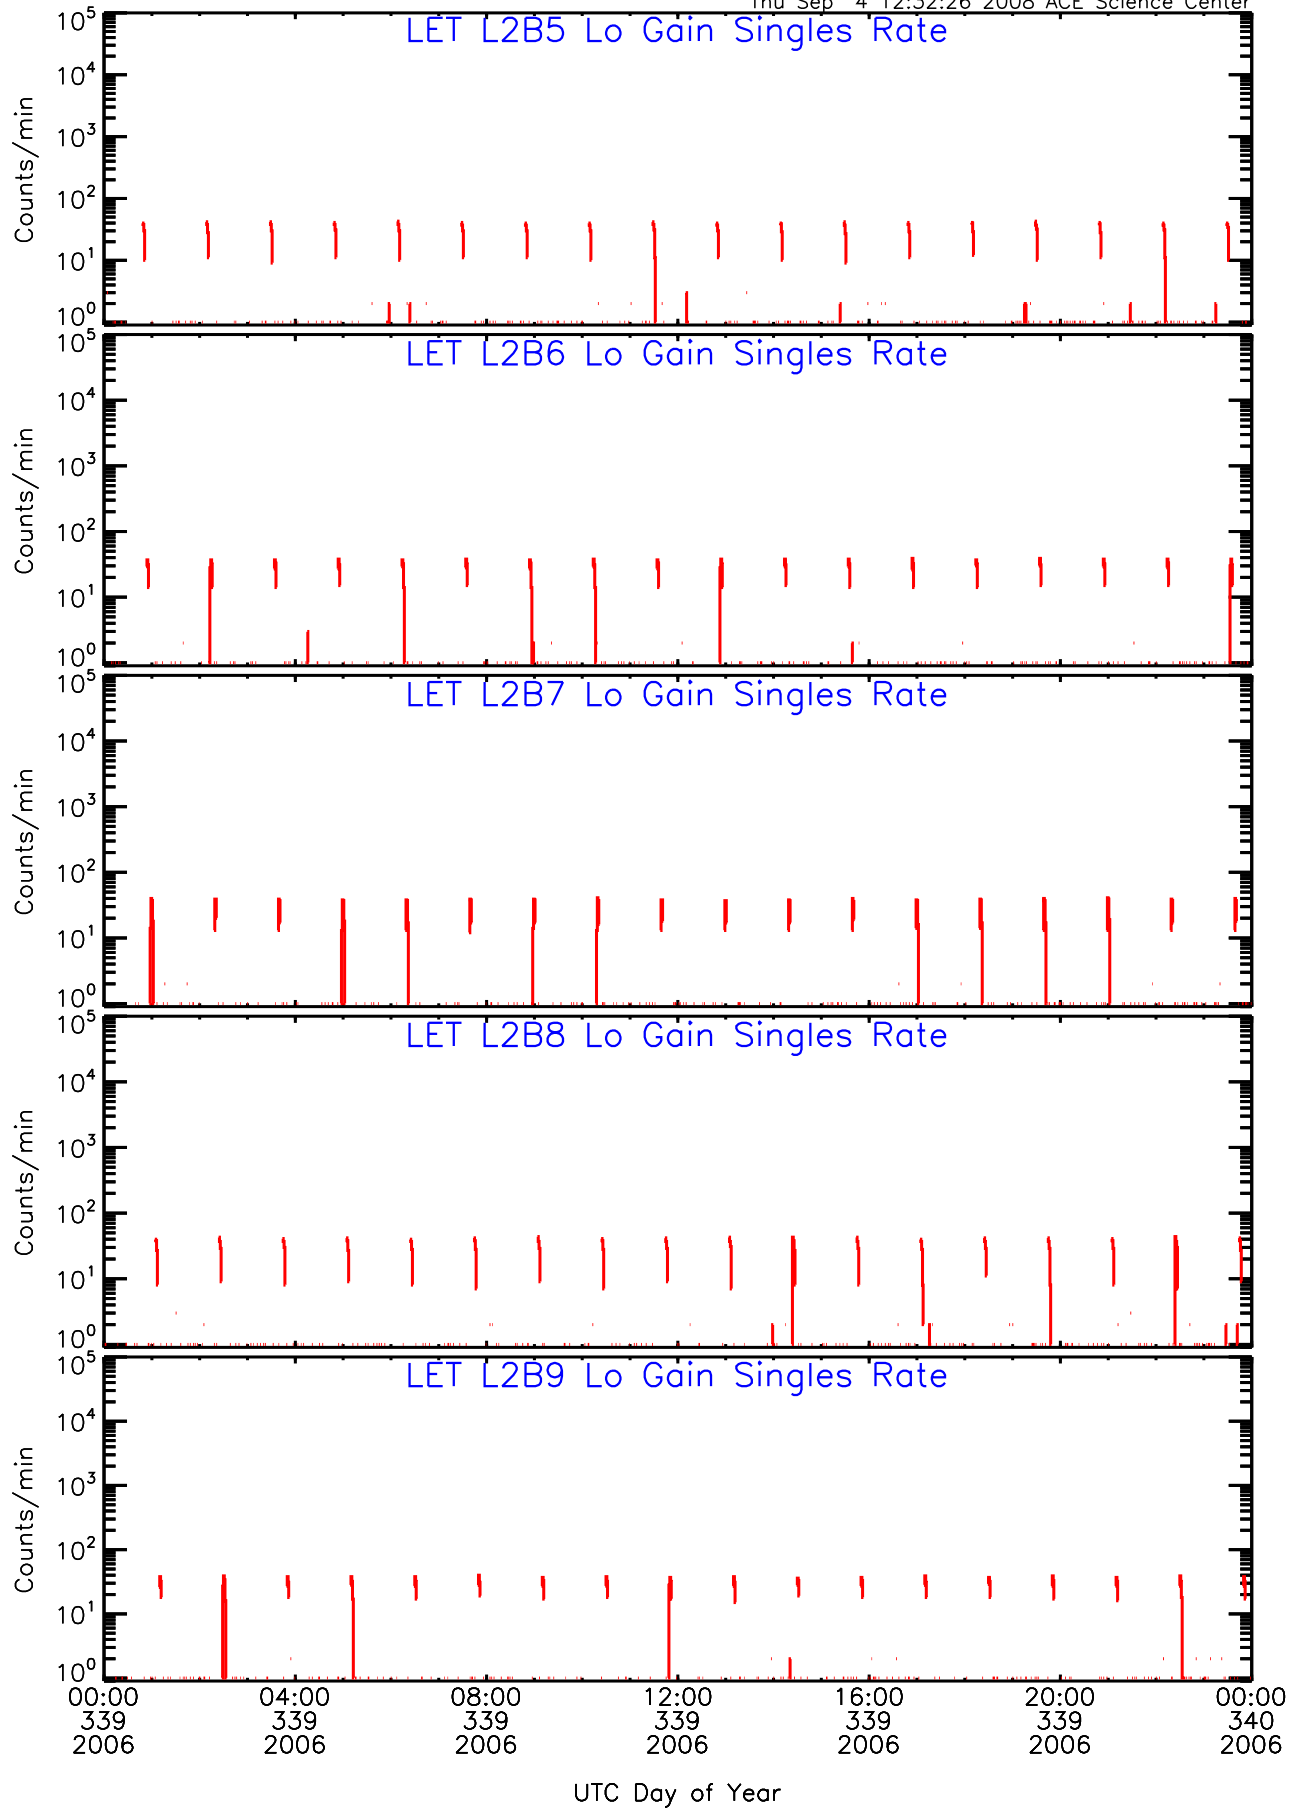 Thu Sep 4 12:32:26 2008 ACE Science Center
LET L2B5 Lo Gain Singles Rate
10^5
10^4
10^3
10^2
10^1
10^0
Counts/min
LET L2B6 Lo Gain Singles Rate
10^5
10^4
10^3
10^2
10^1
10^0
Counts/min
LET L2B7 Lo Gain Singles Rate
10^5
10^4
10^3
10^2
10^1
10^0
Counts/min
LET L2B8 Lo Gain Singles Rate
10^5
10^4
10^3
10^2
10^1
10^0
Counts/min
LET L2B9 Lo Gain Singles Rate
10^5
10^4
10^3
10^2
10^1
10^0
Counts/min
00:00 04:00 08:00 12:00 16:00 20:00 00:00
339 339 339 339 339 339 340
2006 2006 2006 2006 2006 2006 2006
UTC Day of Year